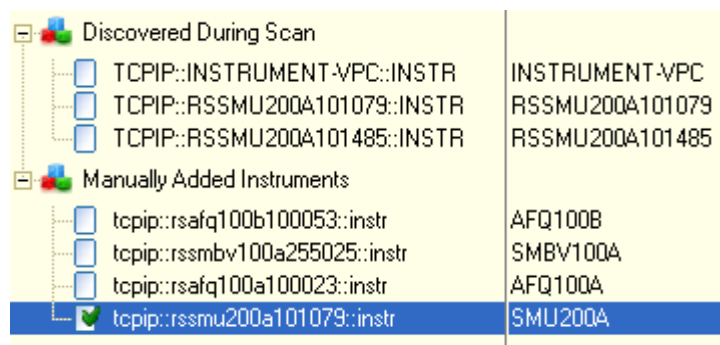 Discovered During Scan
TCPIP::INSTRUMENT-VPC::INSTR INSTRUMENT-VPC
TCPIP::RSSMU200A101079::INSTR RSSMU200A101079
TCPIP::RSSMU200A101485::INSTR RSSMU200A101485
Manually Added Instruments
tcpip::rsafq100b100053::instr AFQ100B
tcpip::rssmbv100a255025::instr SMBV100A
tcpip::rsafq100a100023::instr AFQ100A
tcpip::rssmu200a101079::instr SMU200A